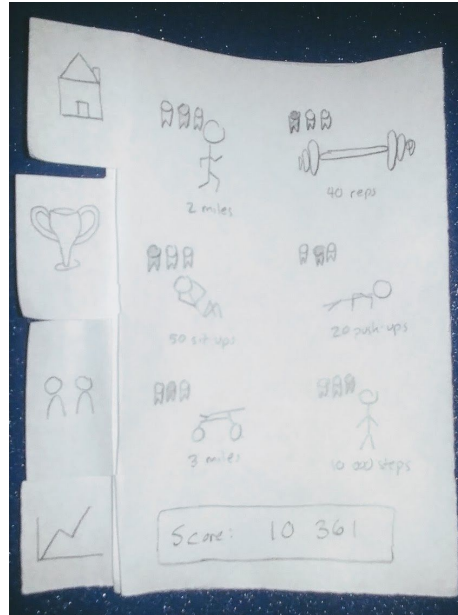 2 miles
40 reps
50 sit ups
20 push-ups
3 miles
10 000 steps
Score: 10 361